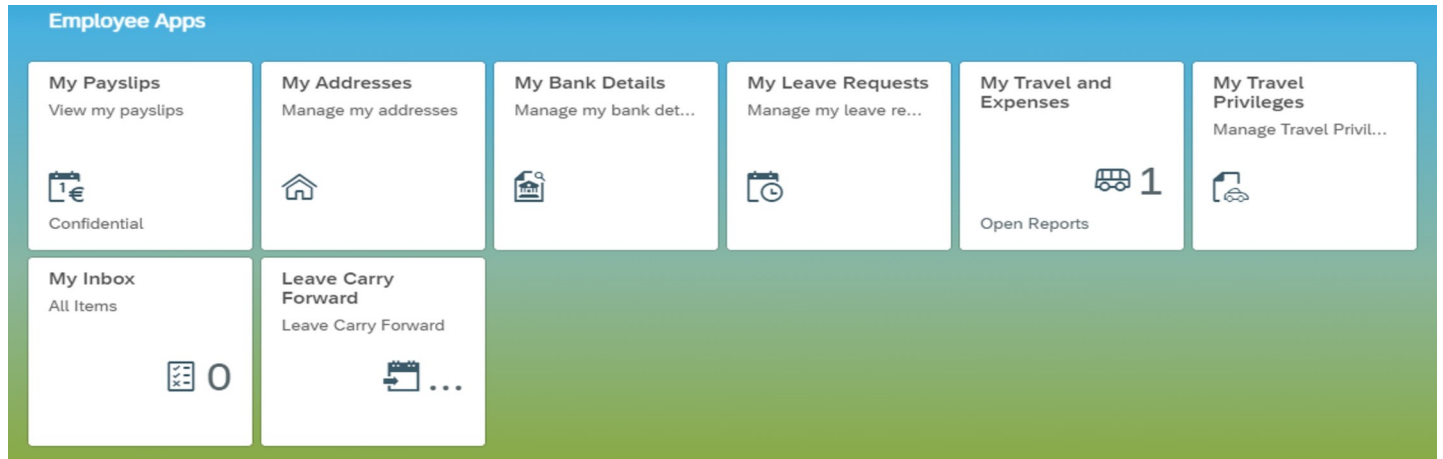 Employee Apps
My Payslips
View my payslips
1 €
Confidential
My Addresses
Manage my addresses
My Bank Details
Manage my bank det...
My Leave Requests
Manage my leave re...
My Travel and
Expenses
1
Open Reports
My Travel
Privileges
Manage Travel Privil...
My Inbox
All Items
0
Leave Carry
Forward
Leave Carry Forward
...